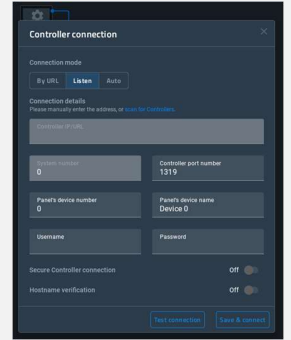 Controller connection
Connection mode
By URL Listen Auto
Connection details
Please manually enter the address, or scan for Controllers.
Controller IP/URL
System number Controller port number
0 1319
Panel's device number Panel's device name
0 Device 0
Username Password
Secure Controller connection Off
Hostname verification Off
Test connection Save & connect